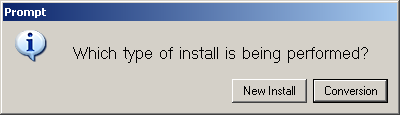 Prompt
Which type of install is being performed?
New Install
Conversion